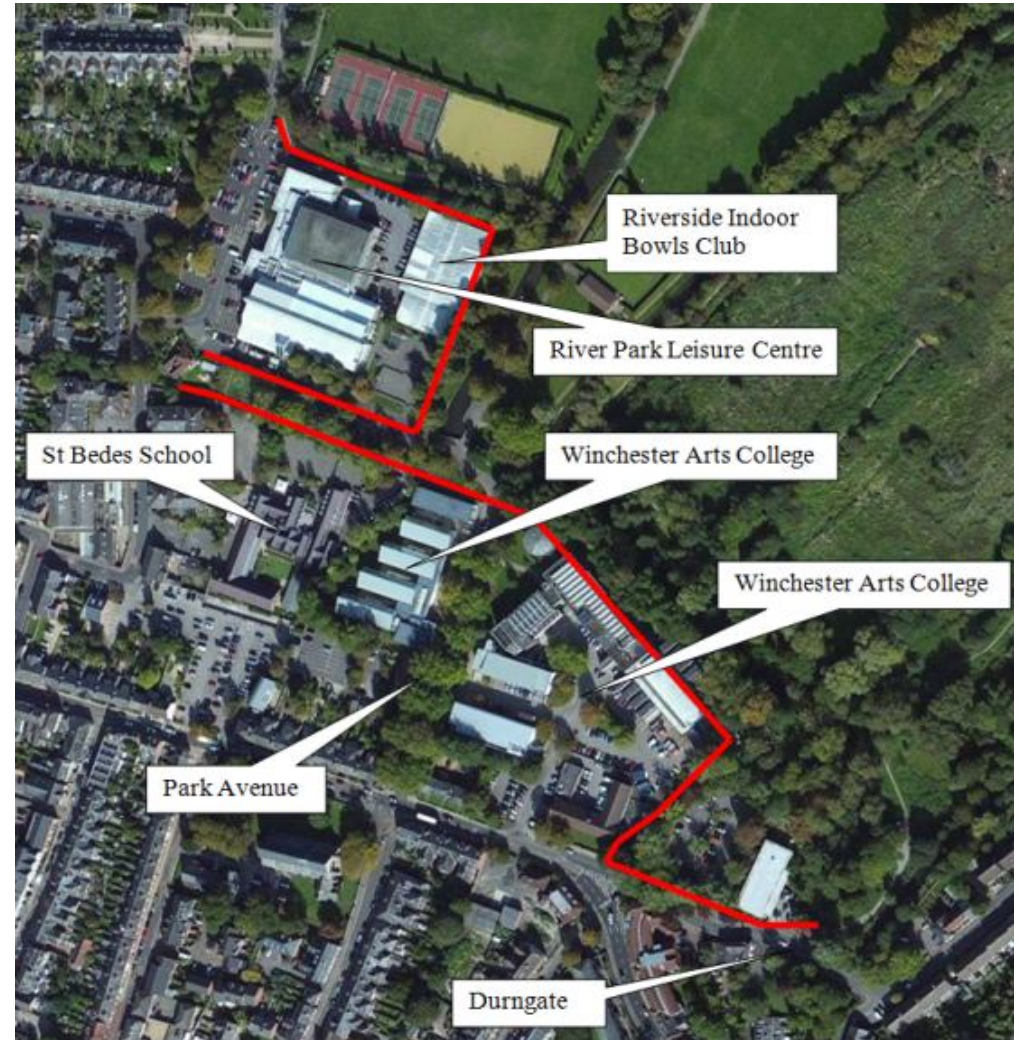 Riverside Indoor
Bowls Club
River Park Leisure Centre
St Bedes School
Winchester Arts College
Winchester Arts College
Park Avenue
Durngate